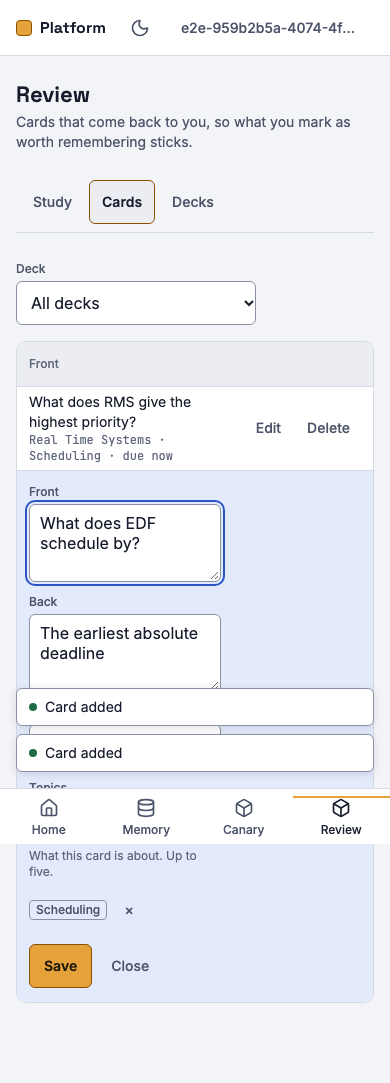 Platform
e2e-959b2b5a-4074-4f...
Review
Cards that come back to you, so what you mark as
worth remembering sticks.
Study
Cards
Decks
Deck
All decks
Front
What does RMS give the
highest priority?
Real Time Systems ·
Scheduling · due now
Edit
Delete
Front
What does EDF
schedule by?
Back
The earliest absolute
deadline
Card added
Card added
Topics
Home
Memory
Canary
Review
What this card is about. Up to
five.
Scheduling
×
Save
Close